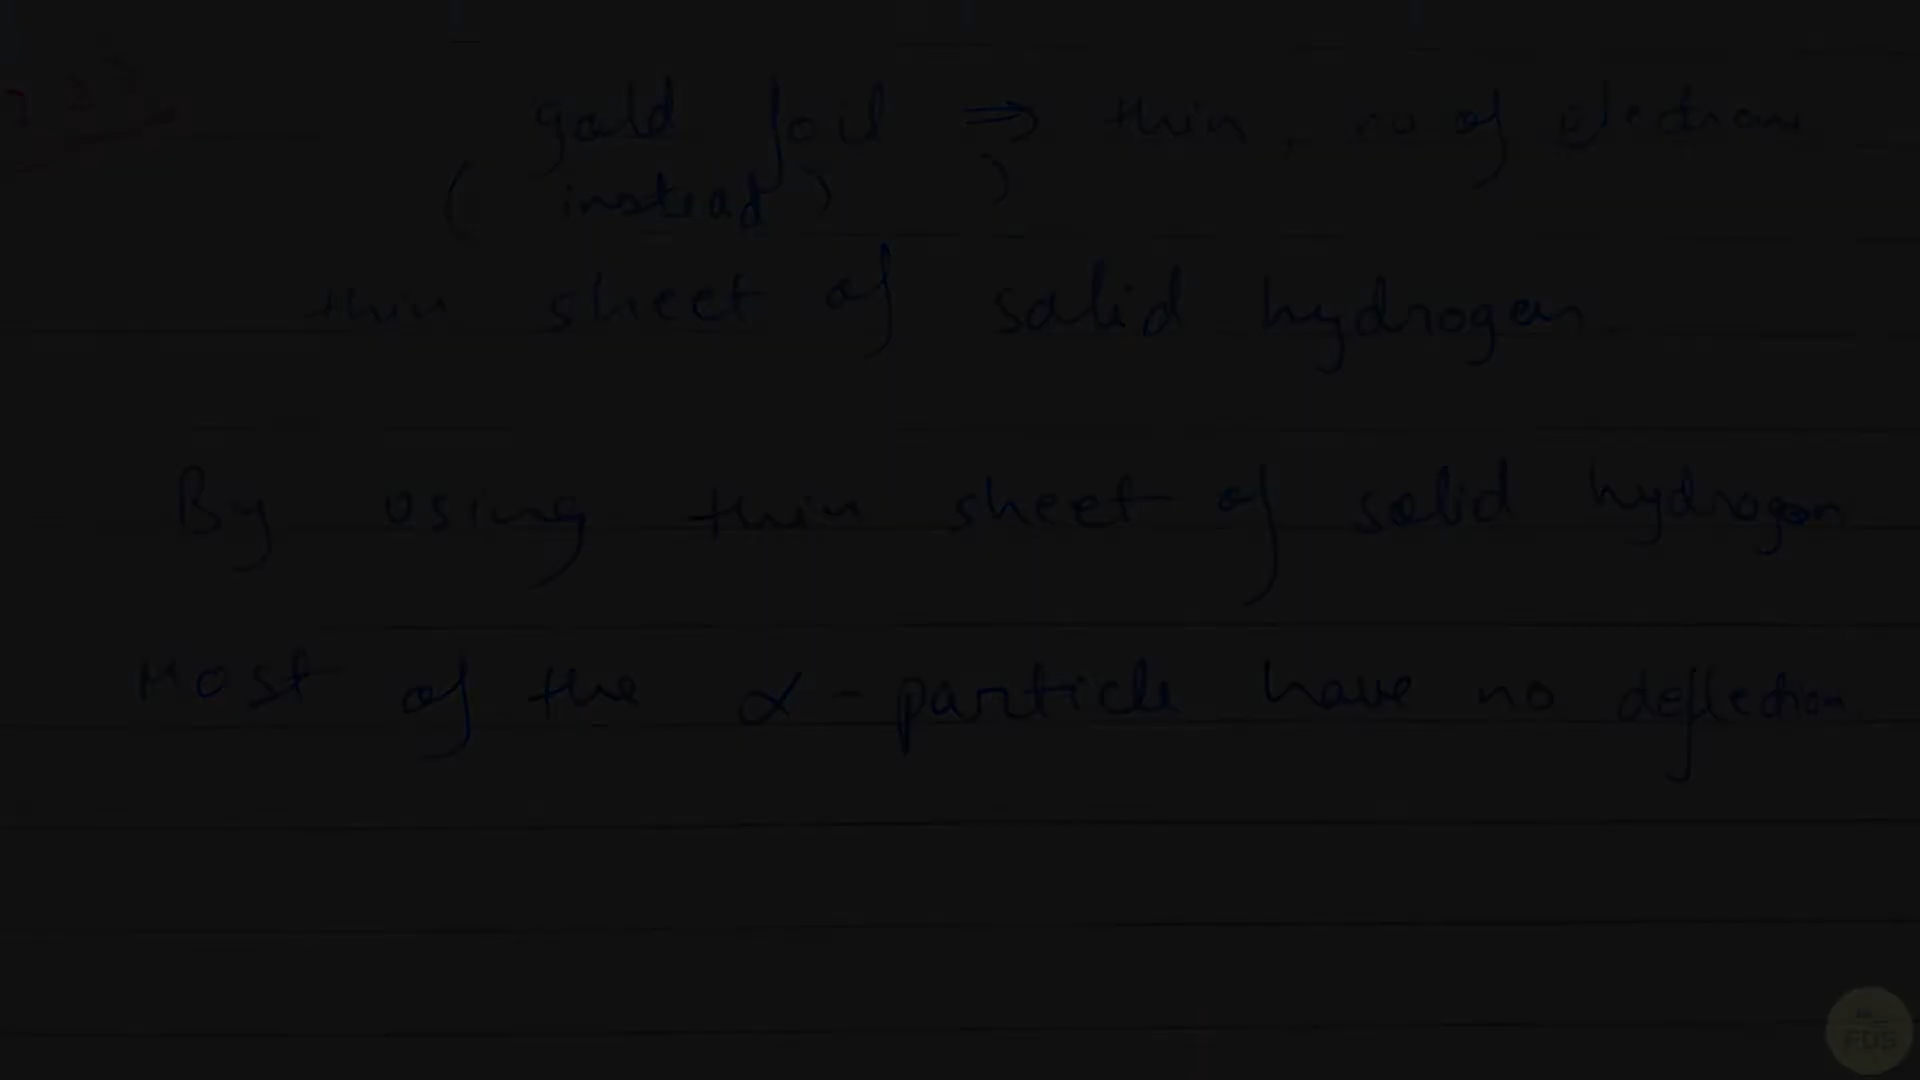 gold foil ⇒ thin, no of electrons
( instead ) )
thin sheet of solid hydrogen.
By using thin sheet of solid hydrogen
Most of the α-particle have no deflection